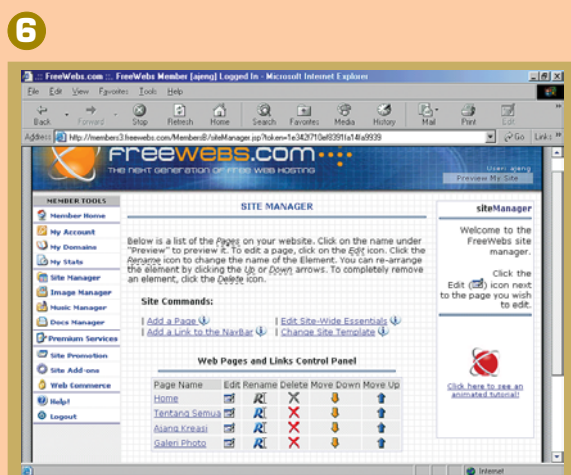 6
.:: FreeWebs.com ::. FreeWebs Member [ajeng] Logged In - Microsoft Internet Explorer
File Edit View Favorites Tools Help
Back Forward Stop Refresh Home Search Favorites Media History Mail Print Edit
Address http://members3.freewebs.com/Members8/siteManager.jsp?token= Go Links
FreeWebs.com
THE NEXT GENERATION OF FREE WEB HOSTING
User: ajeng
Preview My Site
MEMBER TOOLS
Member Home
My Account
My Domains
My Stats
Site Manager
Image Manager
Music Manager
Docs Manager
Premium Services
Site Promotion
Site Add-ons
Web Commerce
Help!
Logout
SITE MANAGER
Below is a list of the Pages on your website. Click on the name under
"Preview" to preview it. To edit a page, click on the Edit icon. Click the
Rename icon to change the name of the Element. You can re-arrange
the element by clicking the Up or Down arrows. To completely remove
an element, click the Delete icon.
Site Commands:
| Add a Page | Edit Site-Wide Essentials
| Add a Link to the NavBar | Change Site Template
Web Pages and Links Control Panel
Page Name Edit Rename Delete Move Down Move Up
Home
Tentang Semua
Ajang Kreasi
Galeri Photo
siteManager
Welcome to the
FreeWebs site
manager.
Click the
Edit ( ) icon next
to the page you wish
to edit.
Click here to see an
animated tutorial!
Internet